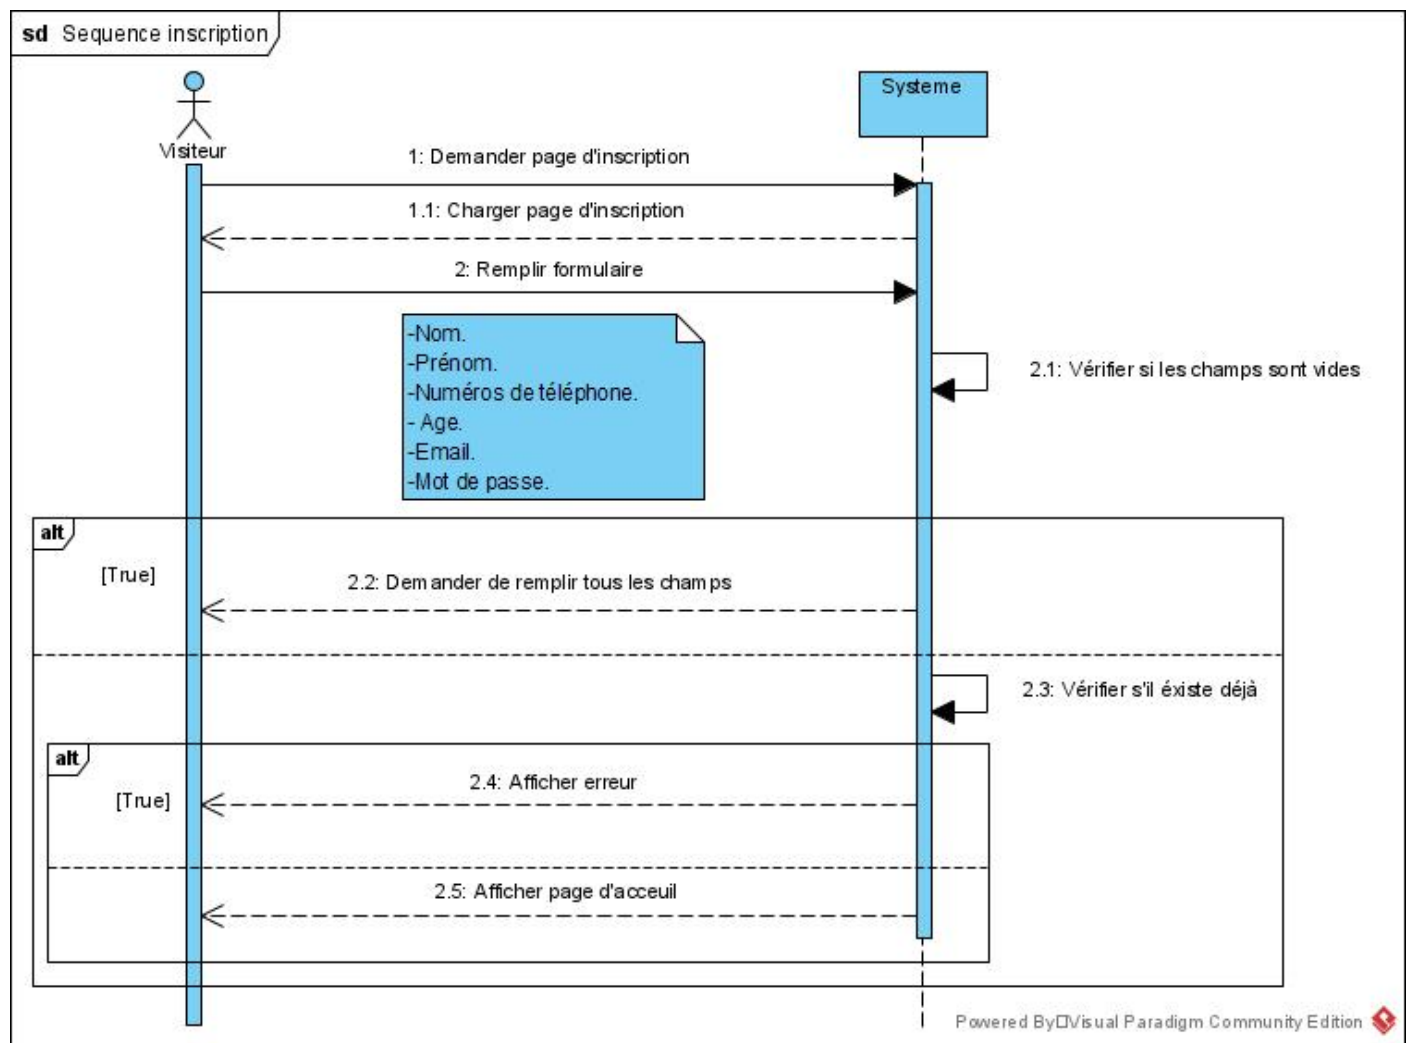 sd Sequence inscription
Systeme
Visiteur
1: Demander page d'inscription
1.1: Charger page d'inscription
2: Remplir formulaire
-Nom.
-Prénom.
-Numéros de téléphone.
- Age.
-Email.
-Mot de passe.
2.1: Vérifier si les champs sont vides
alt
[True]
2.2: Demander de remplir tous les champs
2.3: Vérifier s'il éxiste déjà
alt
[True]
2.4: Afficher erreur
2.5: Afficher page d'acceuil
Powered By□Visual Paradigm Community Edition